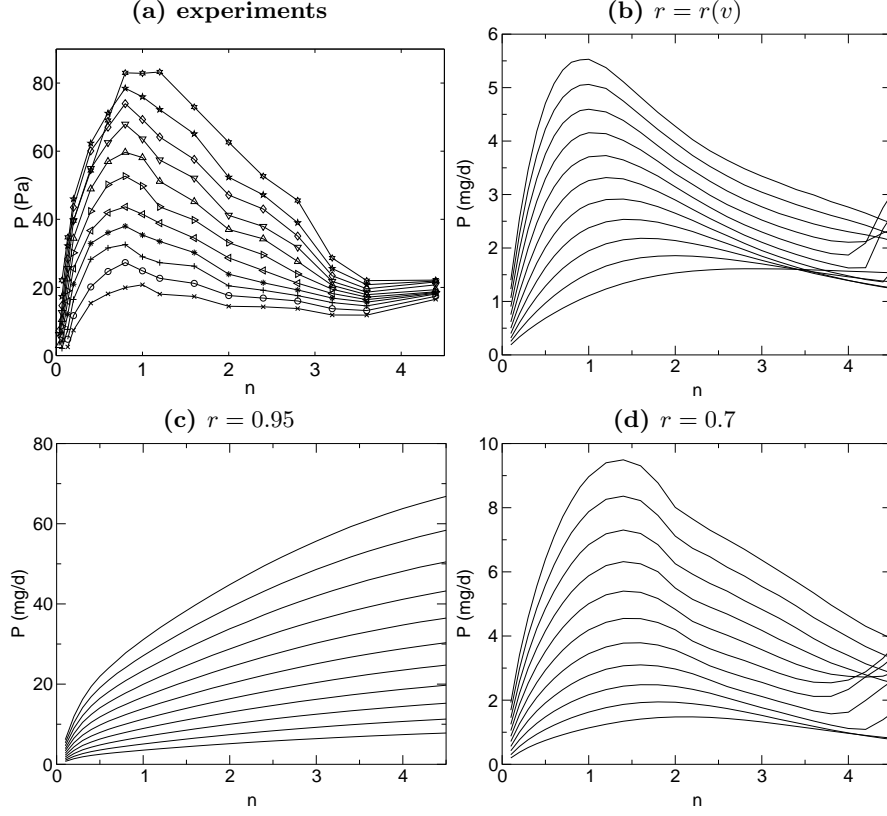 (a) experiments
80
60
40
20
0
P (Pa)
0 1 2 3 4
n
(b) r = r(v)
6
5
4
3
2
1
0
P (mg/d)
0 1 2 3 4
n
(c) r = 0.95
80
60
40
20
0
P (mg/d)
0 1 2 3 4
n
(d) r = 0.7
10
8
6
4
2
0
P (mg/d)
0 1 2 3 4
n